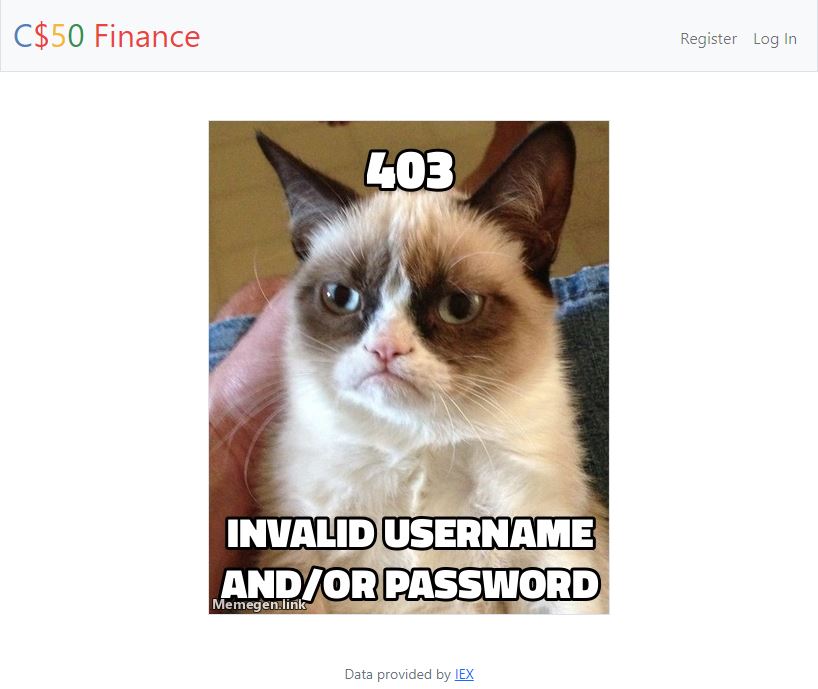 C$50 Finance
Register
Log In
403
INVALID USERNAME
AND/OR PASSWORD
Memegen.link
Data provided by IEX